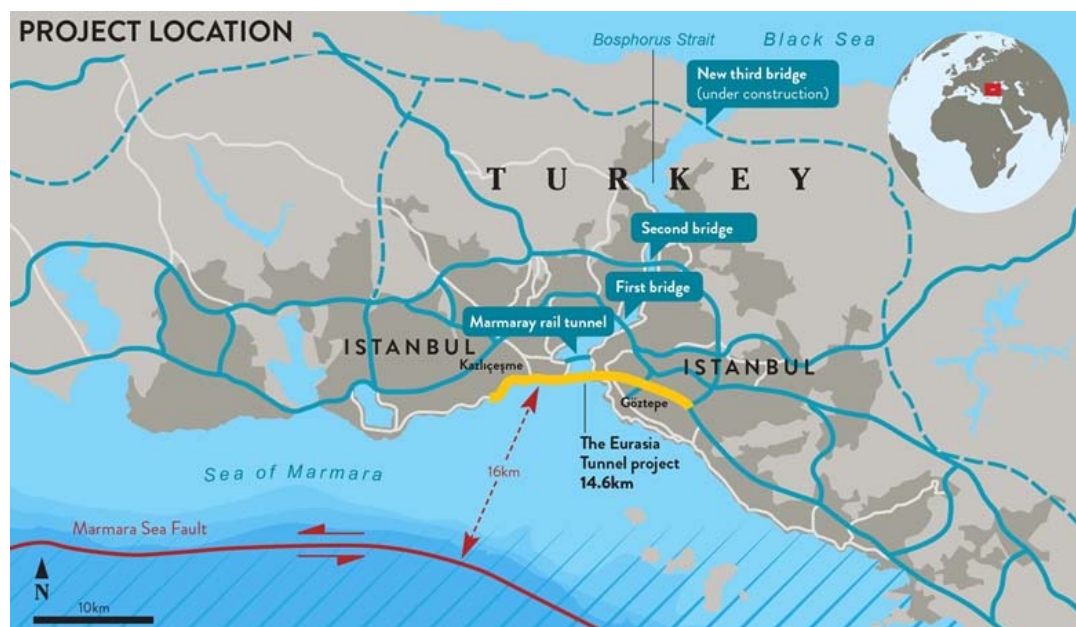 PROJECT LOCATION
Bosphorus Strait
Black Sea
New third bridge
(under construction)
TURKEY
Second bridge
First bridge
Marmaray rail tunnel
ISTANBUL
Kazlıçeşme
ISTANBUL
Göztepe
The Eurasia
Tunnel project
14.6km
Sea of Marmara
16km
Marmara Sea Fault
N
10km